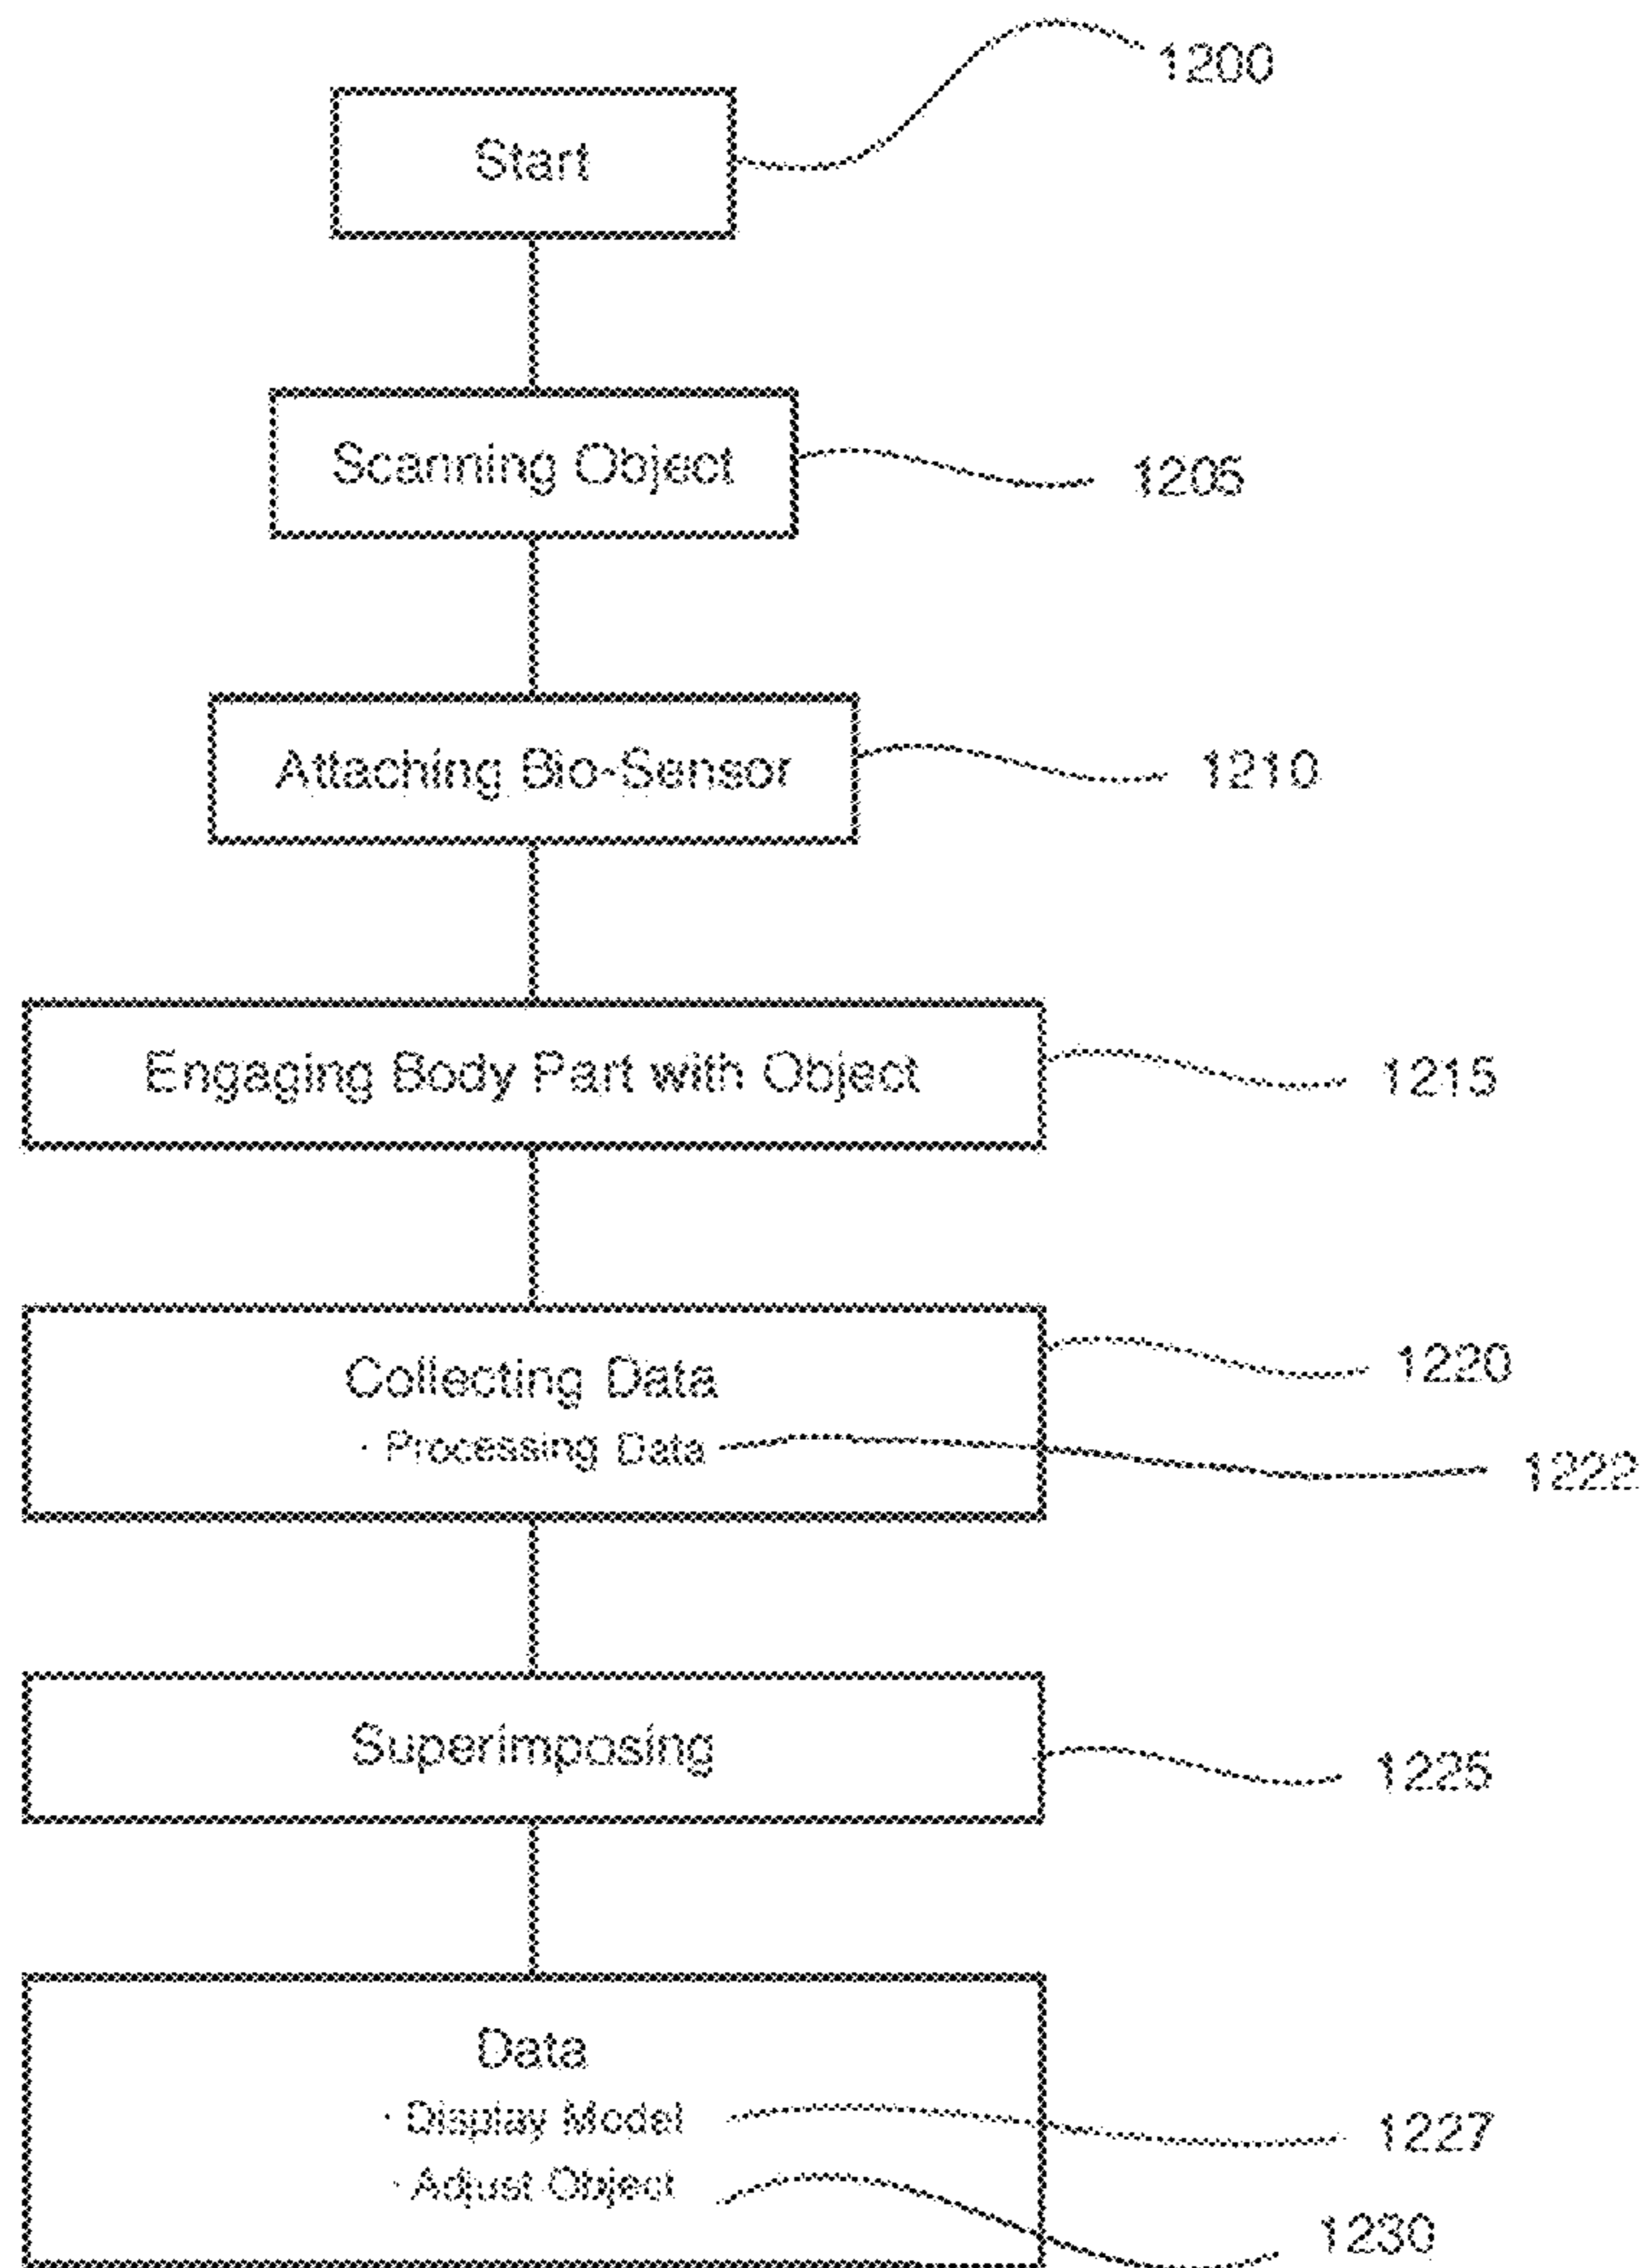 1200
Start
Scanning Object
1205
Attaching Bio-Sensor
1210
Engaging Body Part with Object
1215
Collecting Data
1220
· Processing Data
1222
Superimposing
1225
Data
· Display Model
1227
· Adjust Object
1230